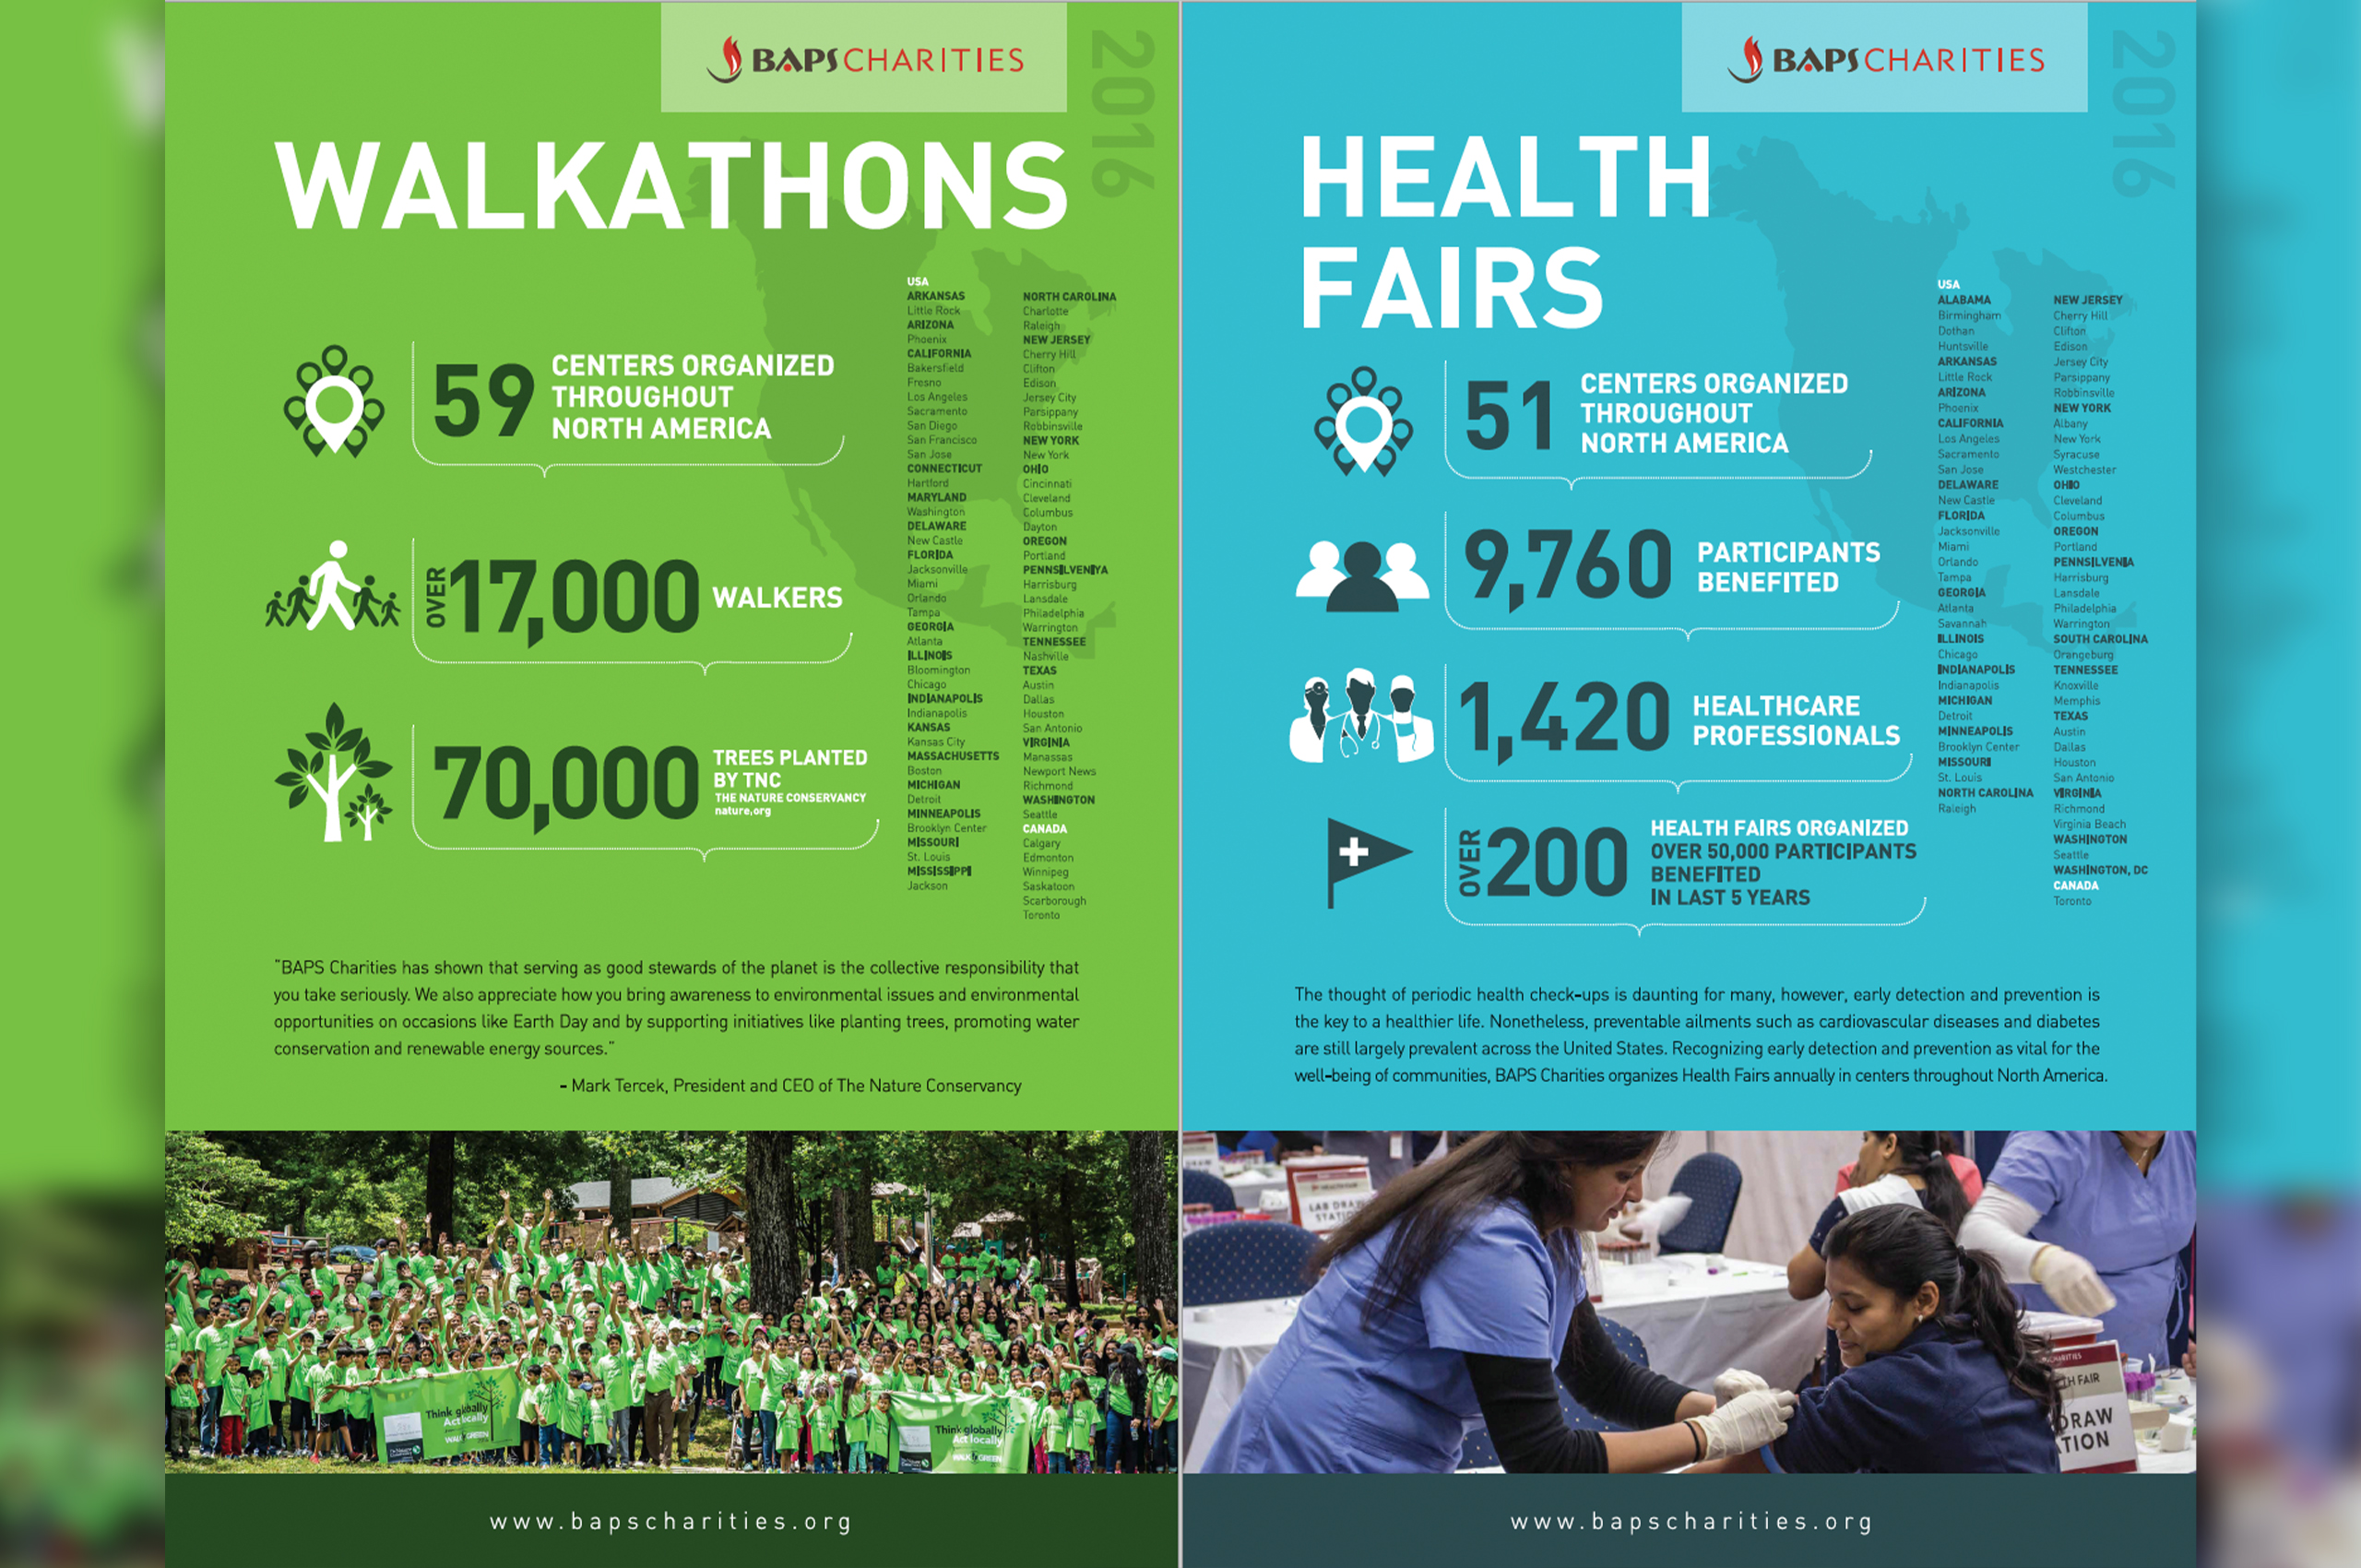 BAPS CHARITIES
2016
WALKATHONS
59
CENTERS ORGANIZED
THROUGHOUT
NORTH AMERICA
OVER
17,000
WALKERS
70,000
TREES PLANTED
BY TNC
THE NATURE CONSERVANCY
nature.org
USA
ARKANSAS
Little Rock
ARIZONA
Phoenix
CALIFORNIA
Bakersfield
Fresno
Los Angeles
Sacramento
San Diego
San Francisco
San Jose
CONNECTICUT
Hartford
MARYLAND
Washington
DELAWARE
New Castle
FLORIDA
Jacksonville
Miami
Orlando
Tampa
GEORGIA
Atlanta
ILLINOIS
Bloomington
Chicago
INDIANAPOLIS
Indianapolis
KANSAS
Kansas City
MASSACHUSETTS
Boston
MICHIGAN
Detroit
MINNEAPOLIS
Brooklyn Center
MISSOURI
St. Louis
MISSISSIPPI
Jackson
NORTH CAROLINA
Charlotte
Raleigh
NEW JERSEY
Cherry Hill
Clifton
Edison
Jersey City
Parsippany
Robbinsville
NEW YORK
New York
OHIO
Cincinnati
Cleveland
Columbus
Dayton
OREGON
Portland
PENNSILVENIYA
Harrisburg
Lansdale
Philadelphia
Warrington
TENNESSEE
Nashville
TEXAS
Austin
Dallas
Houston
San Antonio
VIRGINIA
Manassas
Newport News
Richmond
WASHINGTON
Seattle
CANADA
Calgary
Edmonton
Winnipeg
Saskatoon
Scarborough
Toronto
"BAPS Charities has shown that serving as good stewards of the planet is the collective responsibility that
you take seriously. We also appreciate how you bring awareness to environmental issues and environmental
opportunities on occasions like Earth Day and by supporting initiatives like planting trees, promoting water
conservation and renewable energy sources."
- Mark Tercek, President and CEO of The Nature Conservancy
Think globally
Act locally
WALK GREEN
Think globally
Act locally
WALK GREEN
www.bapscharities.org
BAPS CHARITIES
2016
HEALTH
FAIRS
51
CENTERS ORGANIZED
THROUGHOUT
NORTH AMERICA
9,760
PARTICIPANTS
BENEFITED
1,420
HEALTHCARE
PROFESSIONALS
OVER
200
HEALTH FAIRS ORGANIZED
OVER 50,000 PARTICIPANTS
BENEFITED
IN LAST 5 YEARS
USA
ALABAMA
Birmingham
Dothan
Huntsville
ARKANSAS
Little Rock
ARIZONA
Phoenix
CALIFORNIA
Los Angeles
Sacramento
San Jose
DELAWARE
New Castle
FLORIDA
Jacksonville
Miami
Orlando
Tampa
GEORGIA
Atlanta
Savannah
ILLINOIS
Chicago
INDIANAPOLIS
Indianapolis
MICHIGAN
Detroit
MINNEAPOLIS
Brooklyn Center
MISSOURI
St. Louis
NORTH CAROLINA
Raleigh
NEW JERSEY
Cherry Hill
Clifton
Edison
Jersey City
Parsippany
Robbinsville
NEW YORK
Albany
New York
Syracuse
Westchester
OHIO
Cleveland
Columbus
OREGON
Portland
PENNSILVENIA
Harrisburg
Lansdale
Philadelphia
Warrington
SOUTH CAROLINA
Orangeburg
TENNESSEE
Knoxville
Memphis
TEXAS
Austin
Dallas
Houston
San Antonio
VIRGINIA
Richmond
Virginia Beach
WASHINGTON
Seattle
WASHINGTON, DC
CANADA
Toronto
The thought of periodic health check-ups is daunting for many, however, early detection and prevention is
the key to a healthier life. Nonetheless, preventable ailments such as cardiovascular diseases and diabetes
are still largely prevalent across the United States. Recognizing early detection and prevention as vital for the
well-being of communities, BAPS Charities organizes Health Fairs annually in centers throughout North America.
HEALTH FAIR
LAB DRAW
STATION
TH FAIR
DRAW
TION
www.bapscharities.org